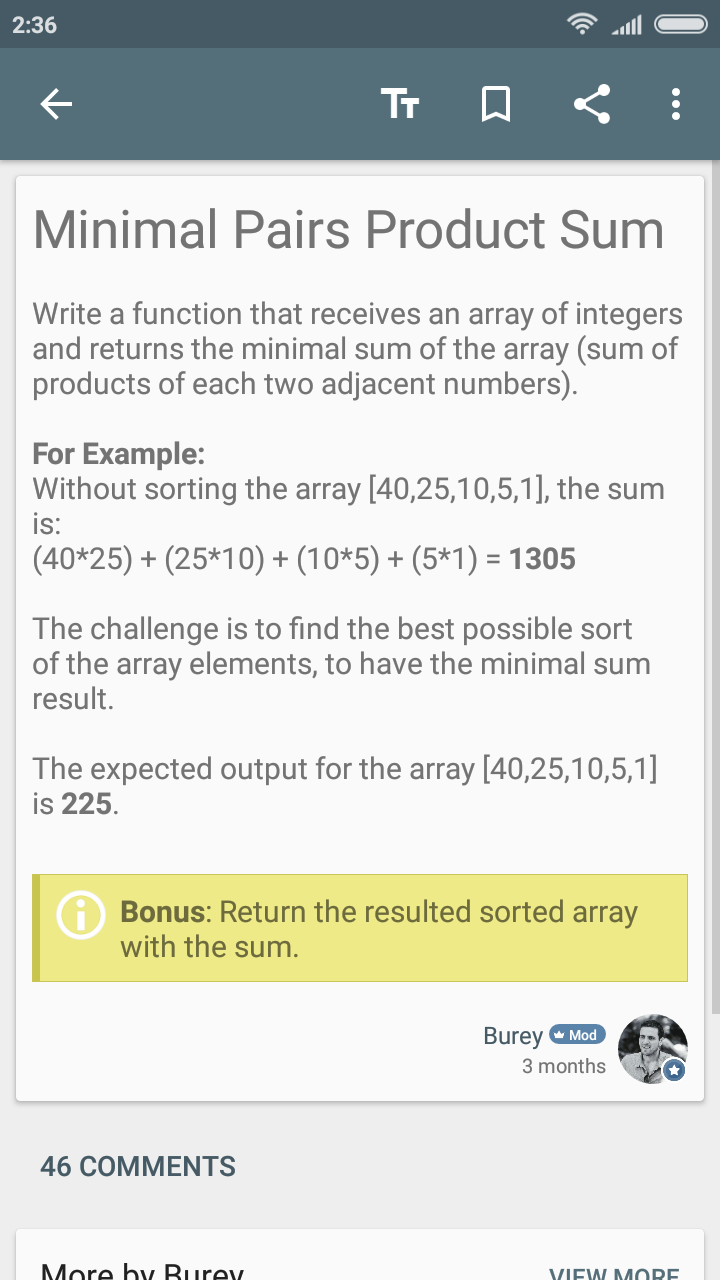 2:36
Minimal Pairs Product Sum
Write a function that receives an array of integers
and returns the minimal sum of the array (sum of
products of each two adjacent numbers).
For Example:
Without sorting the array [40,25,10,5,1], the sum
is:
(40*25) + (25*10) + (10*5) + (5*1) = 1305
The challenge is to find the best possible sort
of the array elements, to have the minimal sum
result.
The expected output for the array [40,25,10,5,1]
is 225.
Bonus: Return the resulted sorted array
with the sum.
Burey Mod
3 months
46 COMMENTS
More by Burey VIEW MORE